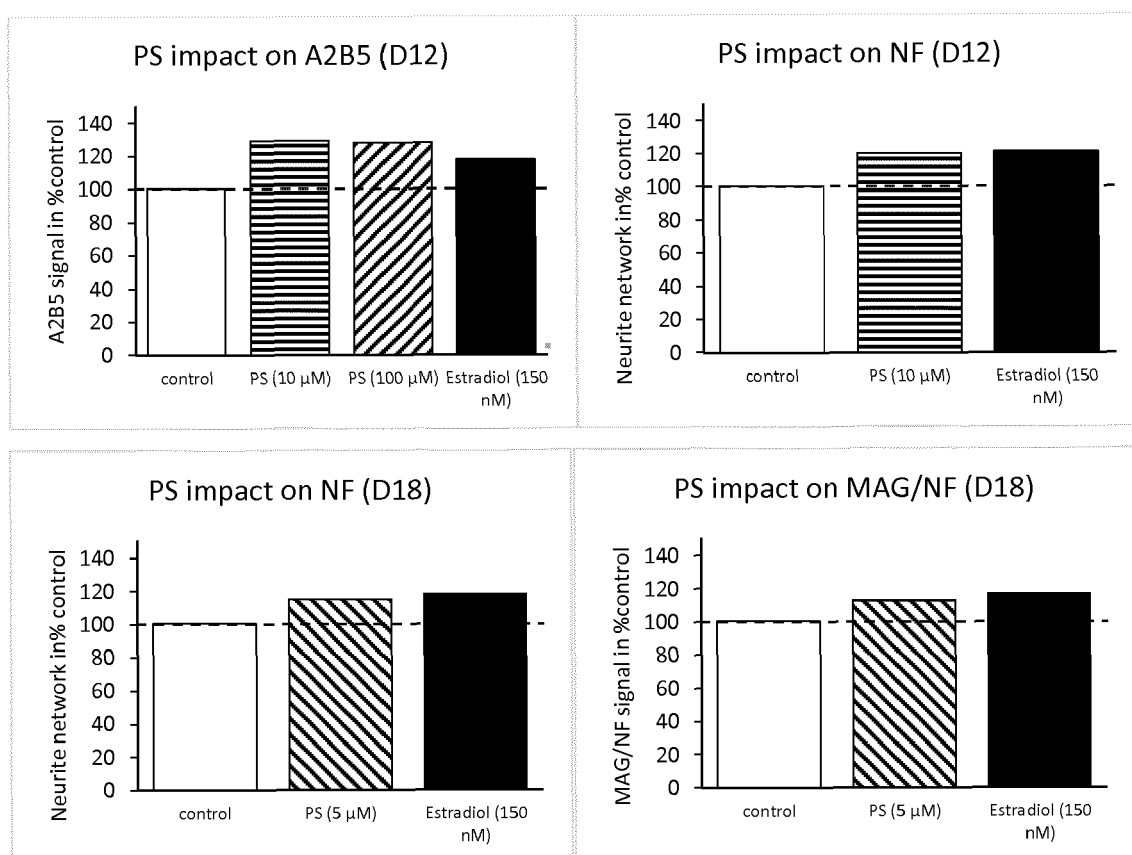 PS impact on A2B5 (D12)
A2B5 signal in %control
140
120
100
80
60
40
20
0
control
PS (10 µM)
PS (100 µM)
Estradiol (150
nM)
PS impact on NF (D12)
Neurite network in% control
140
120
100
80
60
40
20
0
control
PS (10 µM)
Estradiol (150
nM)
PS impact on NF (D18)
Neurite network in% control
140
120
100
80
60
40
20
0
control
PS (5 µM)
Estradiol (150
nM)
PS impact on MAG/NF (D18)
MAG/NF signal in %control
140
120
100
80
60
40
20
0
control
PS (5 µM)
Estradiol (150
nM)